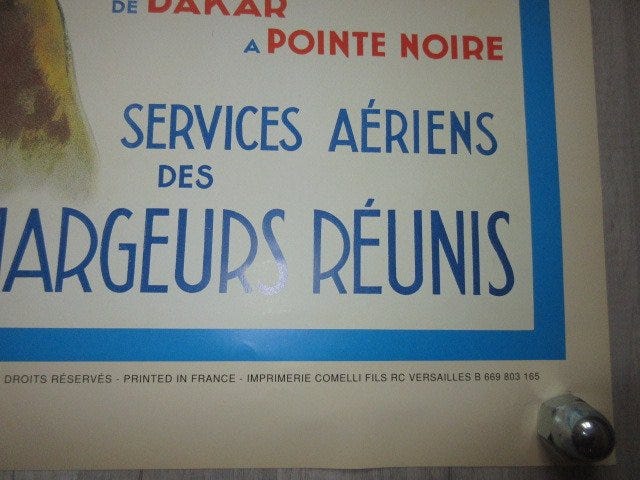 DE DAKAR
A POINTE NOIRE
SERVICES AÉRIENS
DES
HARGEURS RÉUNIS
DROITS RÉSERVÉS - PRINTED IN FRANCE - IMPRIMERIE COMELLI FILS RC VERSAILLES B 669 803 165